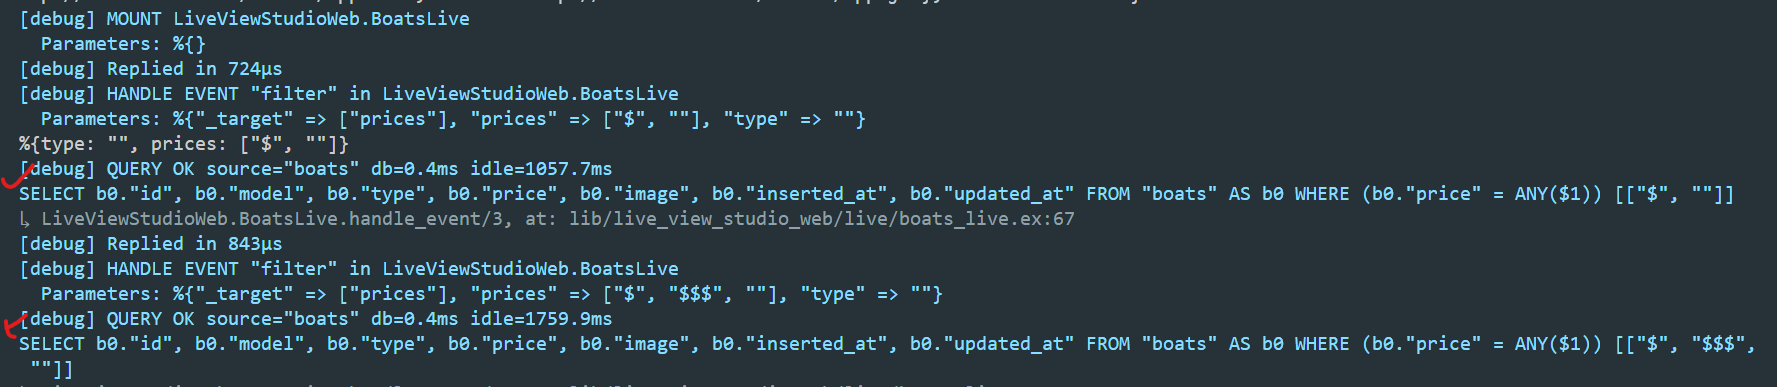 [debug] MOUNT LiveViewStudioWeb.BoatsLive
  Parameters: %{}
[debug] Replied in 724µs
[debug] HANDLE EVENT "filter" in LiveViewStudioWeb.BoatsLive
  Parameters: %{"_target" => ["prices"], "prices" => ["$", ""], "type" => ""}
%{type: "", prices: ["$", ""]}
[debug] QUERY OK source="boats" db=0.4ms idle=1057.7ms
SELECT b0."id", b0."model", b0."type", b0."price", b0."image", b0."inserted_at", b0."updated_at" FROM "boats" AS b0 WHERE (b0."price" = ANY($1)) [["$", ""]]
↳ LiveViewStudioWeb.BoatsLive.handle_event/3, at: lib/live_view_studio_web/live/boats_live.ex:67
[debug] Replied in 843µs
[debug] HANDLE EVENT "filter" in LiveViewStudioWeb.BoatsLive
  Parameters: %{"_target" => ["prices"], "prices" => ["$", "$$$", ""], "type" => ""}
[debug] QUERY OK source="boats" db=0.4ms idle=1759.9ms
SELECT b0."id", b0."model", b0."type", b0."price", b0."image", b0."inserted_at", b0."updated_at" FROM "boats" AS b0 WHERE (b0."price" = ANY($1)) [["$", "$$$",
 ""]]